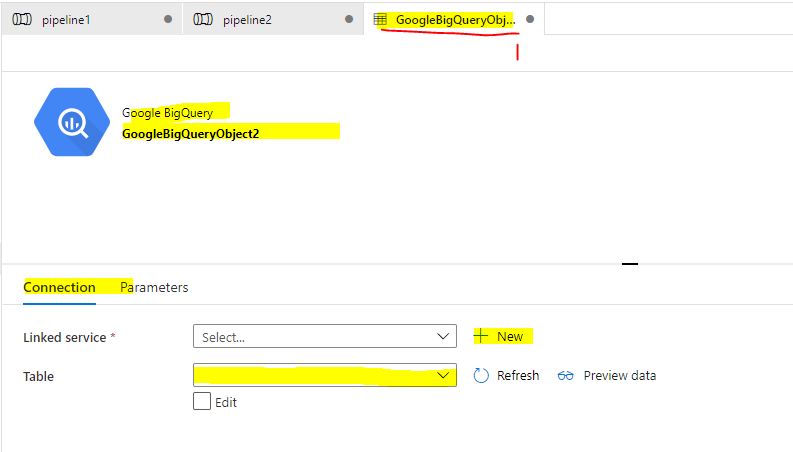 pipeline1
pipeline2
GoogleBigQueryObj...
Google BigQuery
GoogleBigQueryObject2
Connection
Parameters
Linked service *
Select...
New
Table
Refresh
Preview data
Edit